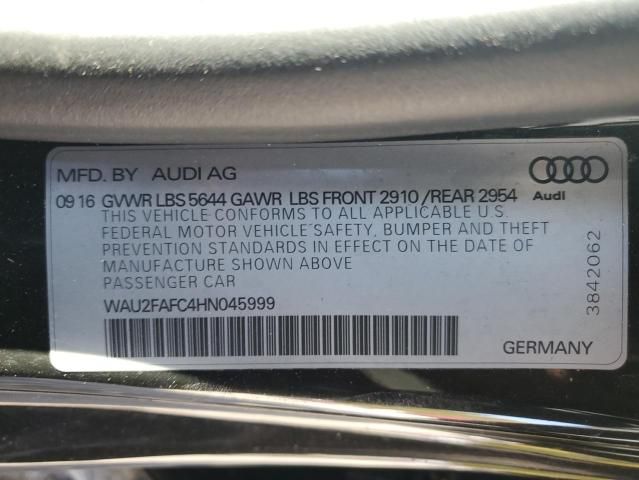 MFD. BY AUDI AG
09 16 GVWR LBS 5644 GAWR LBS FRONT 2910 / REAR 2954
THIS VEHICLE CONFORMS TO ALL APPLICABLE U.S.
FEDERAL MOTOR VEHICLE SAFETY, BUMPER AND THEFT
PREVENTION STANDARDS IN EFFECT ON THE DATE OF
MANUFACTURE SHOWN ABOVE
PASSENGER CAR
WAU2FAFC4HN045999
Audi
3842062
GERMANY